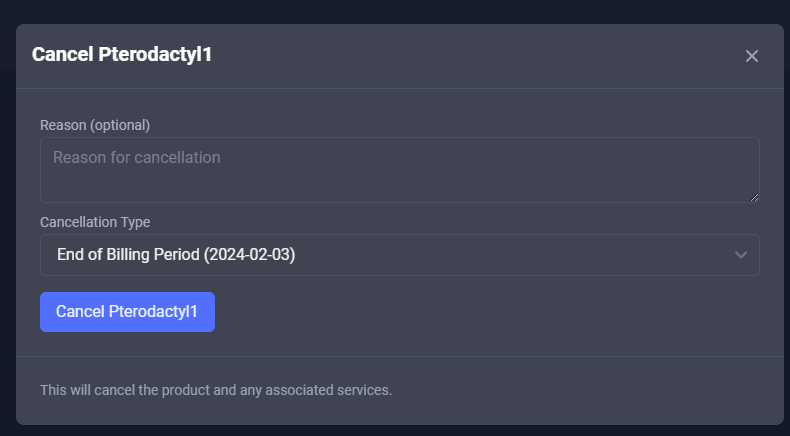 Cancel Pterodactyl1
Reason (optional)
Reason for cancellation
Cancellation Type
End of Billing Period (2024-02-03)
Cancel Pterodactyl1
This will cancel the product and any associated services.